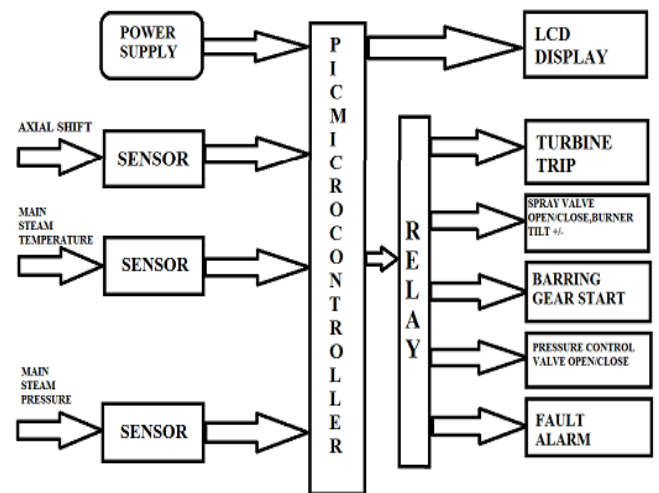 POWER
SUPPLY
LCD
DISPLAY
PICMICROCONTROLLER
AXIAL SHIFT
SENSOR
MAIN
STEAM
TEMPERATURE
SENSOR
MAIN
STEAM
PRESSURE
SENSOR
RELAY
TURBINE
TRIP
SPRAY VALVE
OPEN/CLOSE,BURNER
TILT +/-
BARRING
GEAR START
PRESSURE CONTROL
VALVE OPEN/CLOSE
FAULT
ALARM